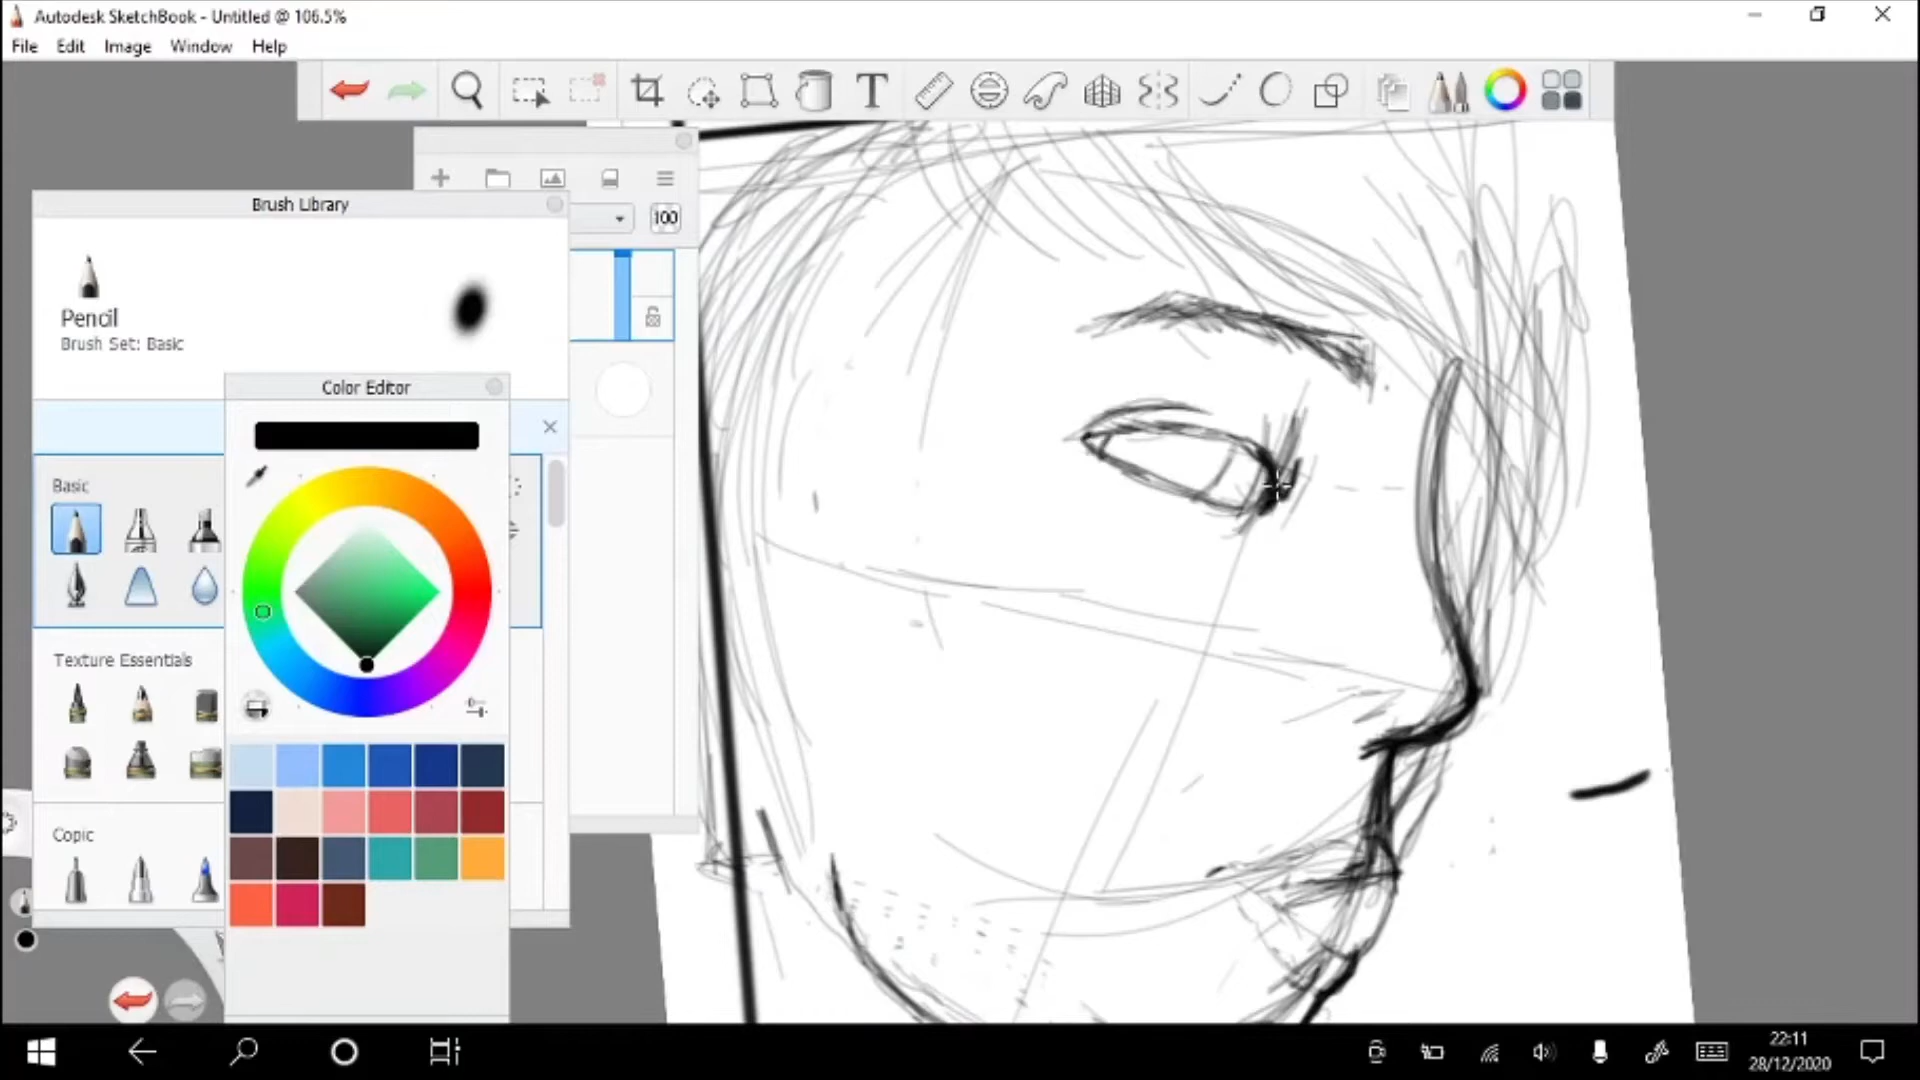 Autodesk SketchBook - Untitled @ 106.5%
File Edit Image Window Help
T
Brush Library
100
Pencil
Brush Set: Basic
Color Editor
Basic
Texture Essentials
Copic
22:11
28/12/2020